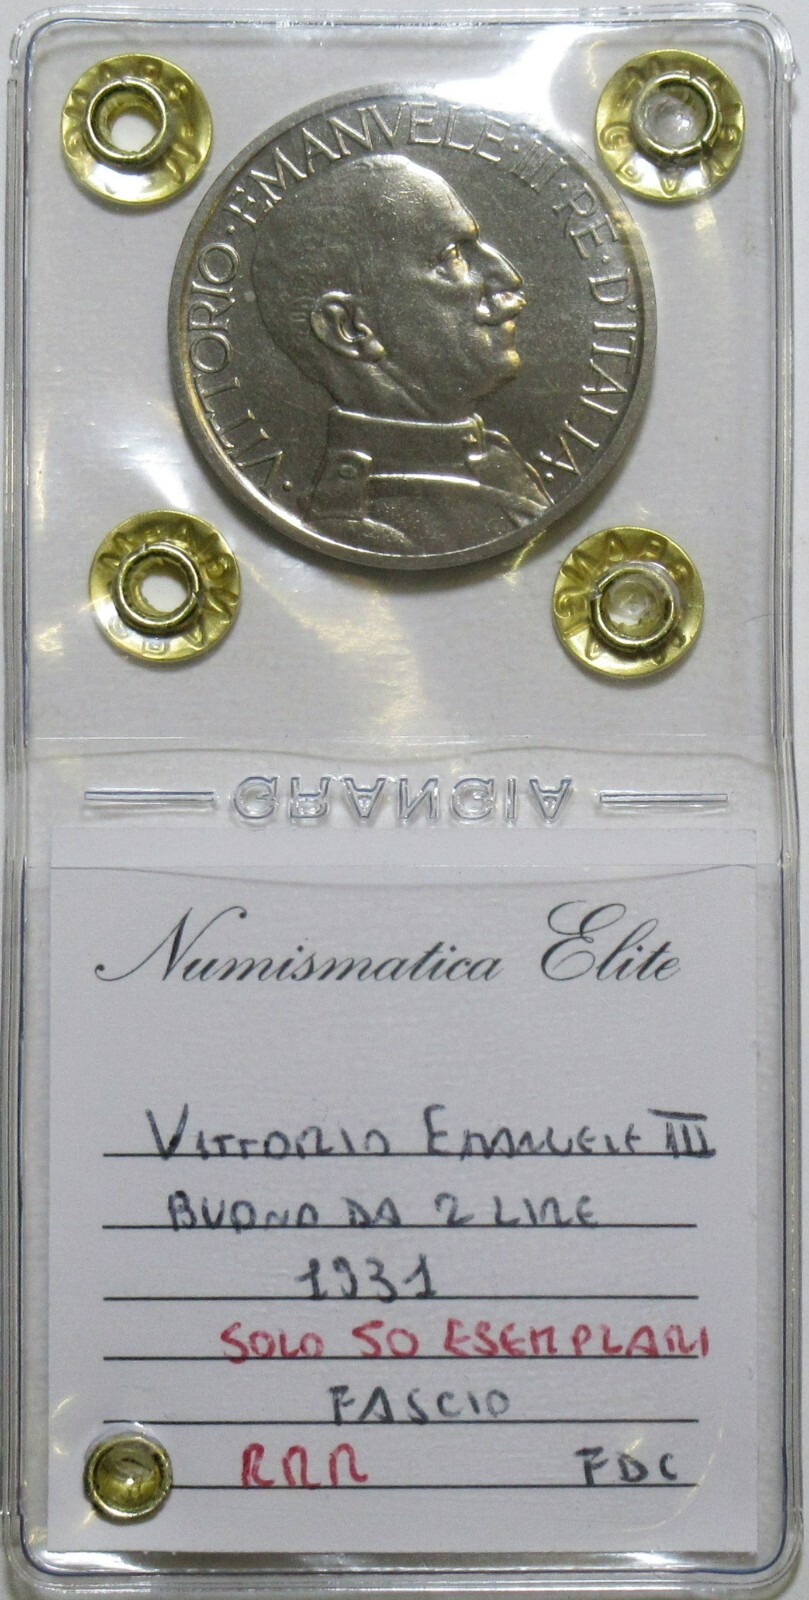 · VITTORIO · EMANVELE · III · RE · D'ITALIA ·
GRANGIA
Numismatica Elite
VITTORIO EMANUELE III
BUONO DA 2 LIRE
1931
SOLO 50 ESEMPLARI
FASCIO
RRR FDC